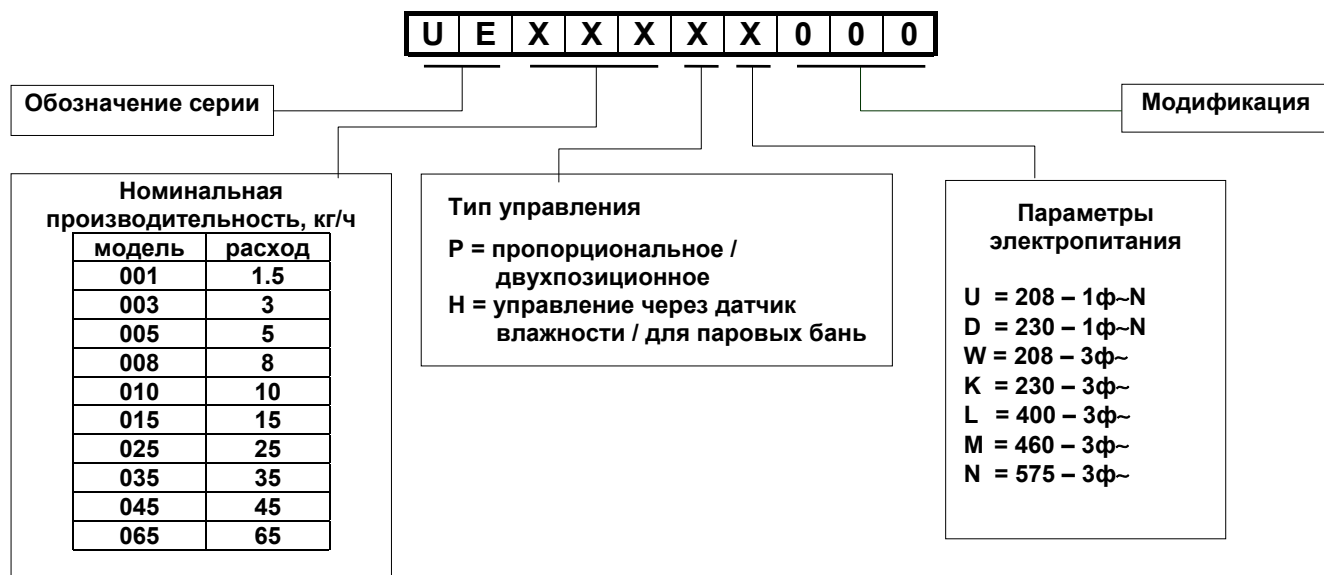 U E X X X X X 0 0 0
Обозначение серии
Модификация
Номинальная
производительность, кг/ч
модель расход
001 1.5
003 3
005 5
008 8
010 10
015 15
025 25
035 35
045 45
065 65
Тип управления
P = пропорциональное /
двухпозиционное
H = управление через датчик
влажности / для паровых бань
Параметры
электропитания
U = 208 – 1ф~N
D = 230 – 1ф~N
W = 208 – 3ф~
K = 230 – 3ф~
L = 400 – 3ф~
M = 460 – 3ф~
N = 575 – 3ф~